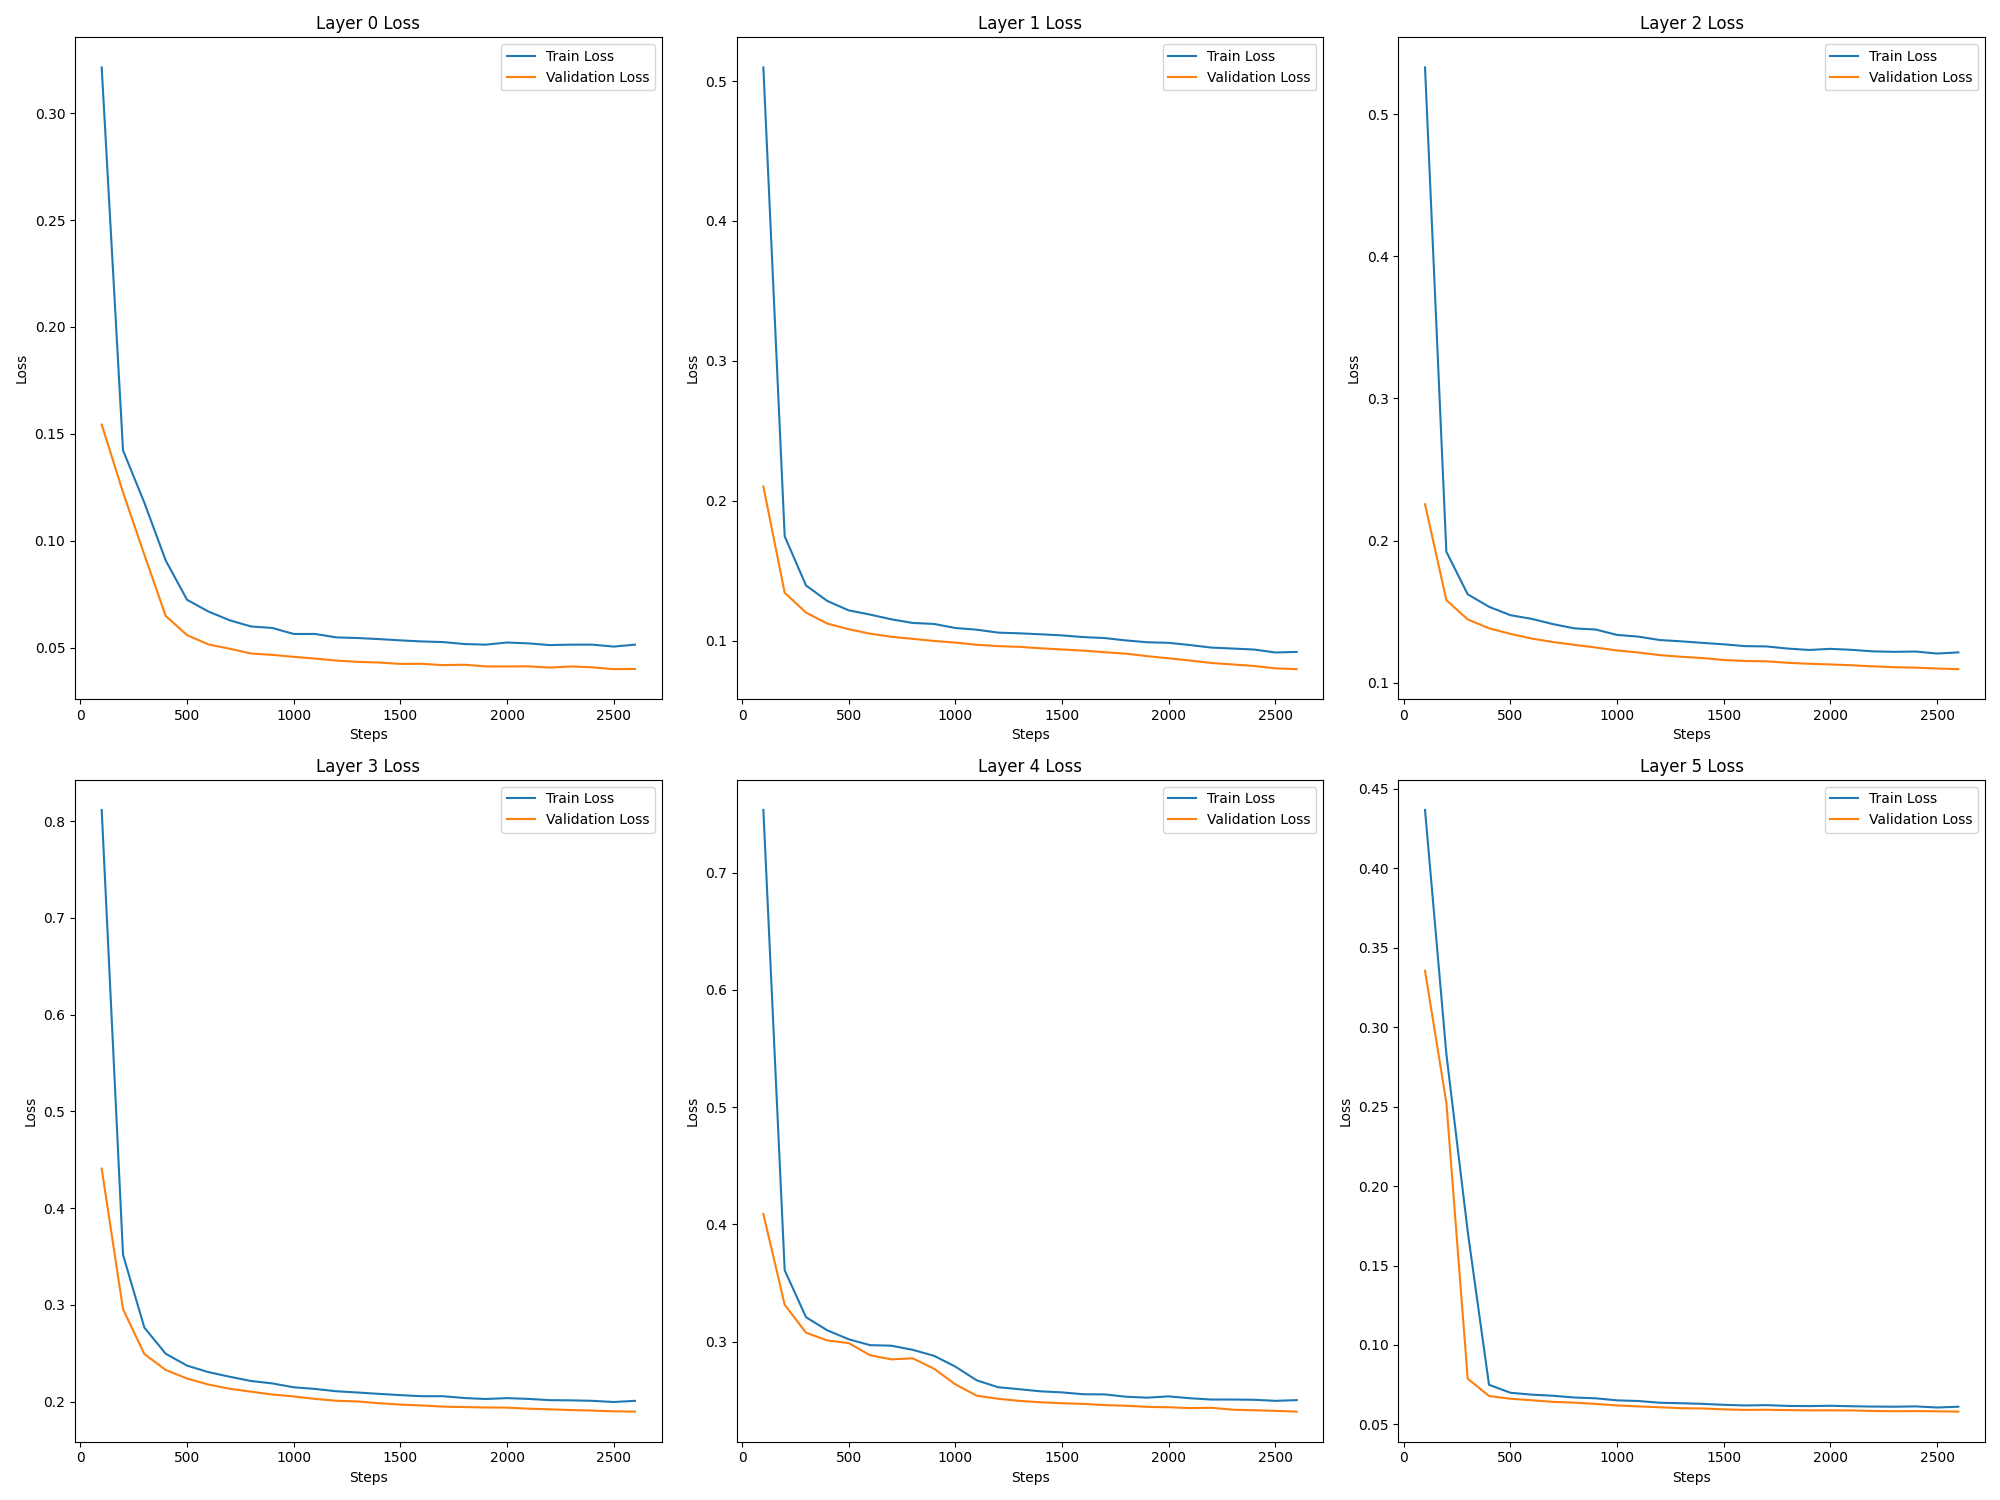 Layer 0 Loss
Train Loss
Validation Loss
0.30
0.25
0.20
0.15
0.10
0.05
Loss
0 500 1000 1500 2000 2500
Steps
Layer 1 Loss
Train Loss
Validation Loss
0.5
0.4
0.3
0.2
0.1
Loss
0 500 1000 1500 2000 2500
Steps
Layer 2 Loss
Train Loss
Validation Loss
0.5
0.4
0.3
0.2
0.1
Loss
0 500 1000 1500 2000 2500
Steps
Layer 3 Loss
Train Loss
Validation Loss
0.8
0.7
0.6
0.5
0.4
0.3
0.2
Loss
0 500 1000 1500 2000 2500
Steps
Layer 4 Loss
Train Loss
Validation Loss
0.7
0.6
0.5
0.4
0.3
Loss
0 500 1000 1500 2000 2500
Steps
Layer 5 Loss
Train Loss
Validation Loss
0.45
0.40
0.35
0.30
0.25
0.20
0.15
0.10
0.05
Loss
0 500 1000 1500 2000 2500
Steps